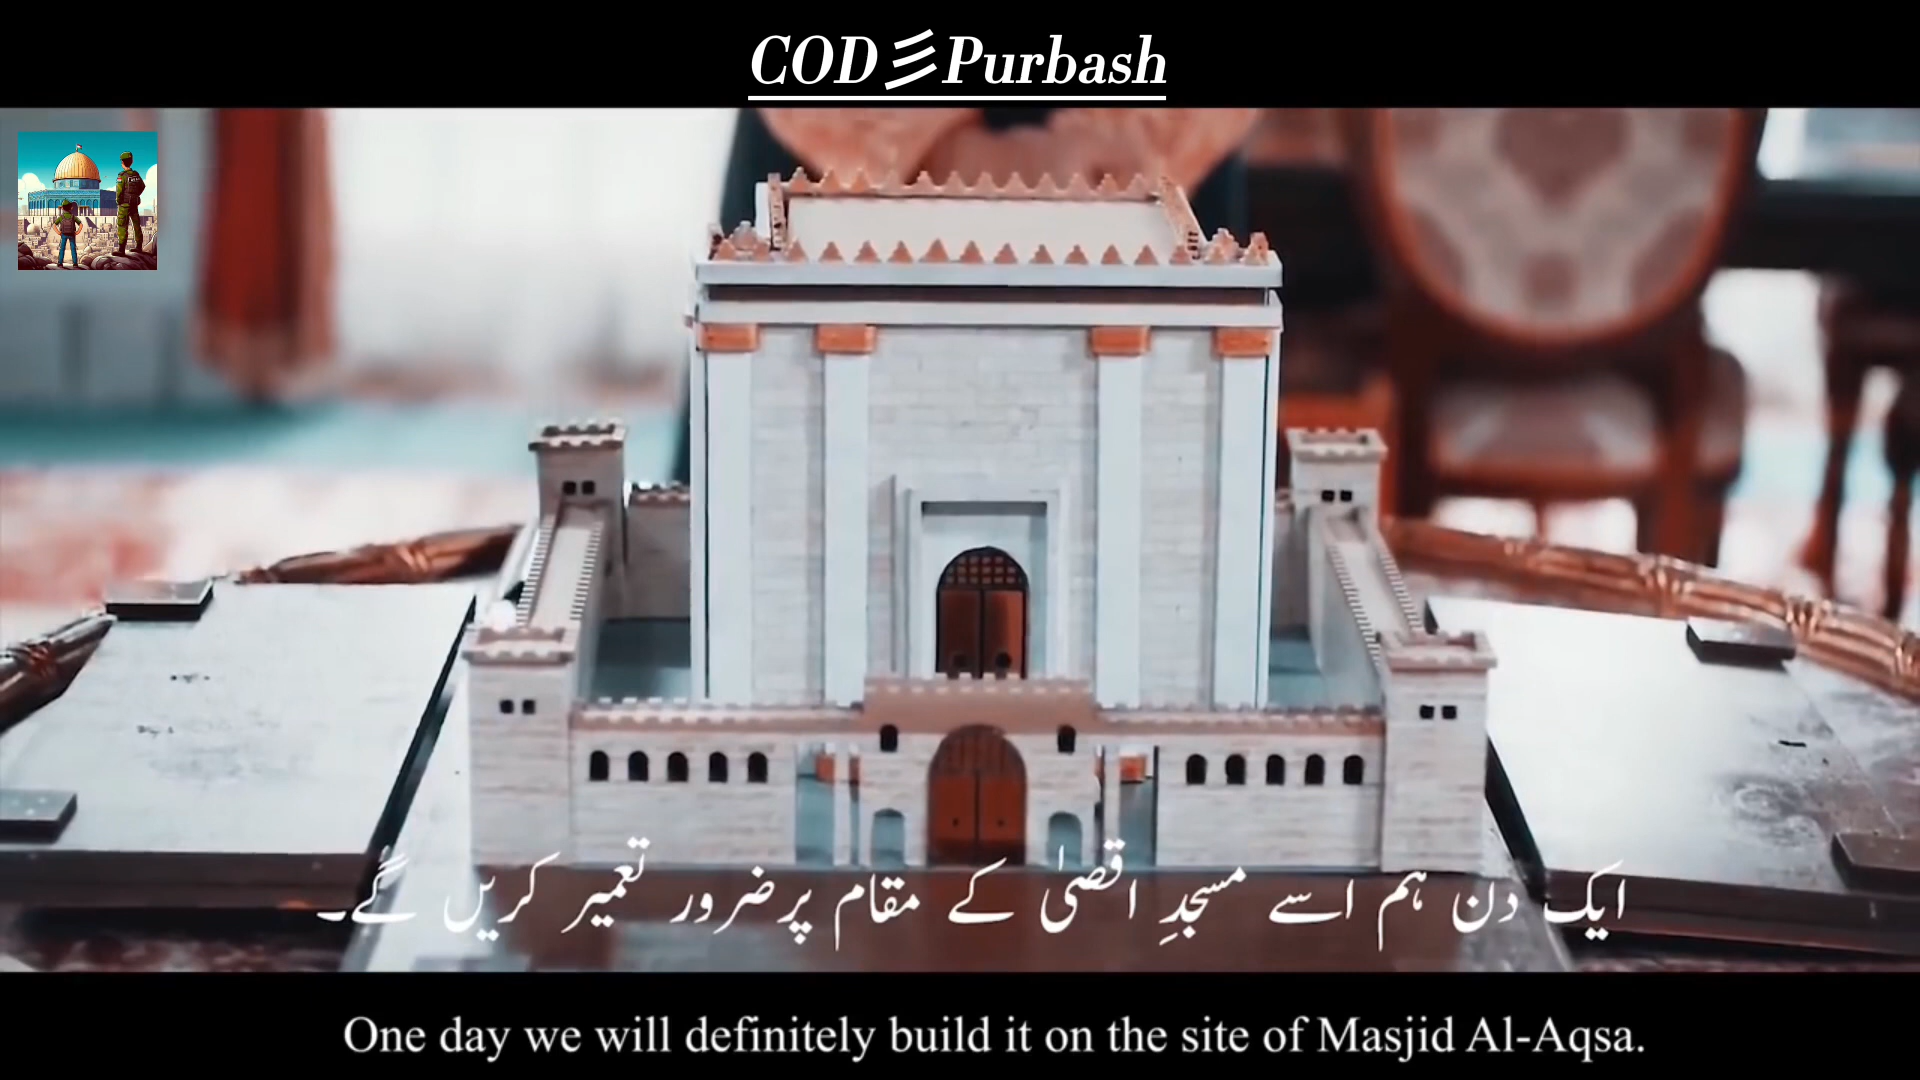 COD彡Purbash
ایک دن ہم اسے مسجدِ اقصیٰ کے مقام پر ضرور تعمیر کریں گے۔
One day we will definitely build it on the site of Masjid Al-Aqsa.